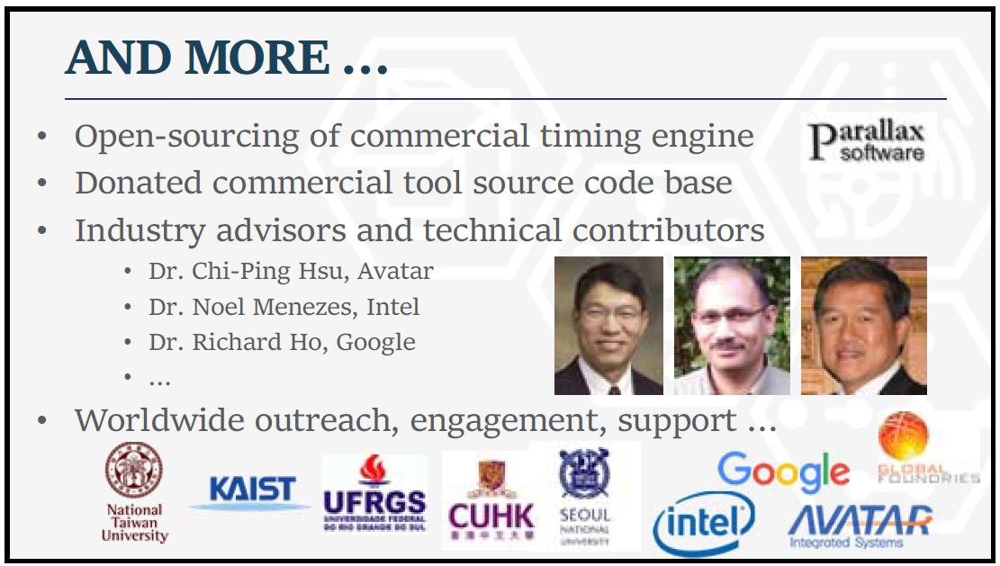 AND MORE …
• Open-sourcing of commercial timing engine
Parallax
software
• Donated commercial tool source code base
• Industry advisors and technical contributors
• Dr. Chi-Ping Hsu, Avatar
• Dr. Noel Menezes, Intel
• Dr. Richard Ho, Google
• …
• Worldwide outreach, engagement, support …
National
Taiwan
University
KAIST
UFRGS
UNIVERSIDADE FEDERAL
DO RIO GRANDE DO SUL
CUHK
香港中文大學
SEOUL
NATIONAL
UNIVERSITY
Google
GLOBAL
FOUNDRIES
intel
AVATAR
Integrated Systems